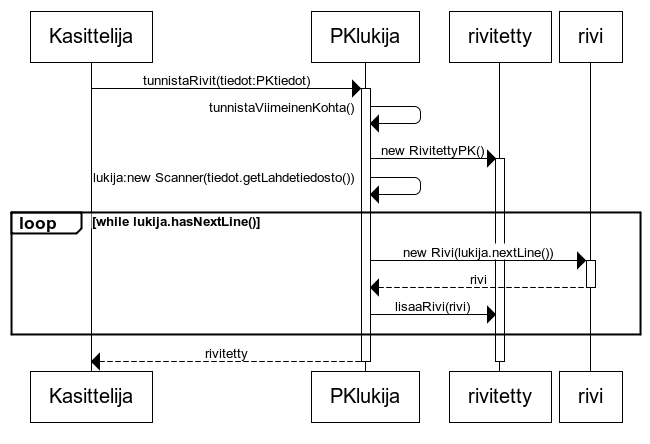 Kasittelija
PKlukija
rivitetty
rivi
tunnistaRivit(tiedot:PKtiedot)
tunnistaViimeinenKohta()
new RivitettyPK()
lukija:new Scanner(tiedot.getLahdetiedosto())
loop [while lukija.hasNextLine()]
new Rivi(lukija.nextLine())
rivi
lisaaRivi(rivi)
rivitetty
Kasittelija
PKlukija
rivitetty
rivi